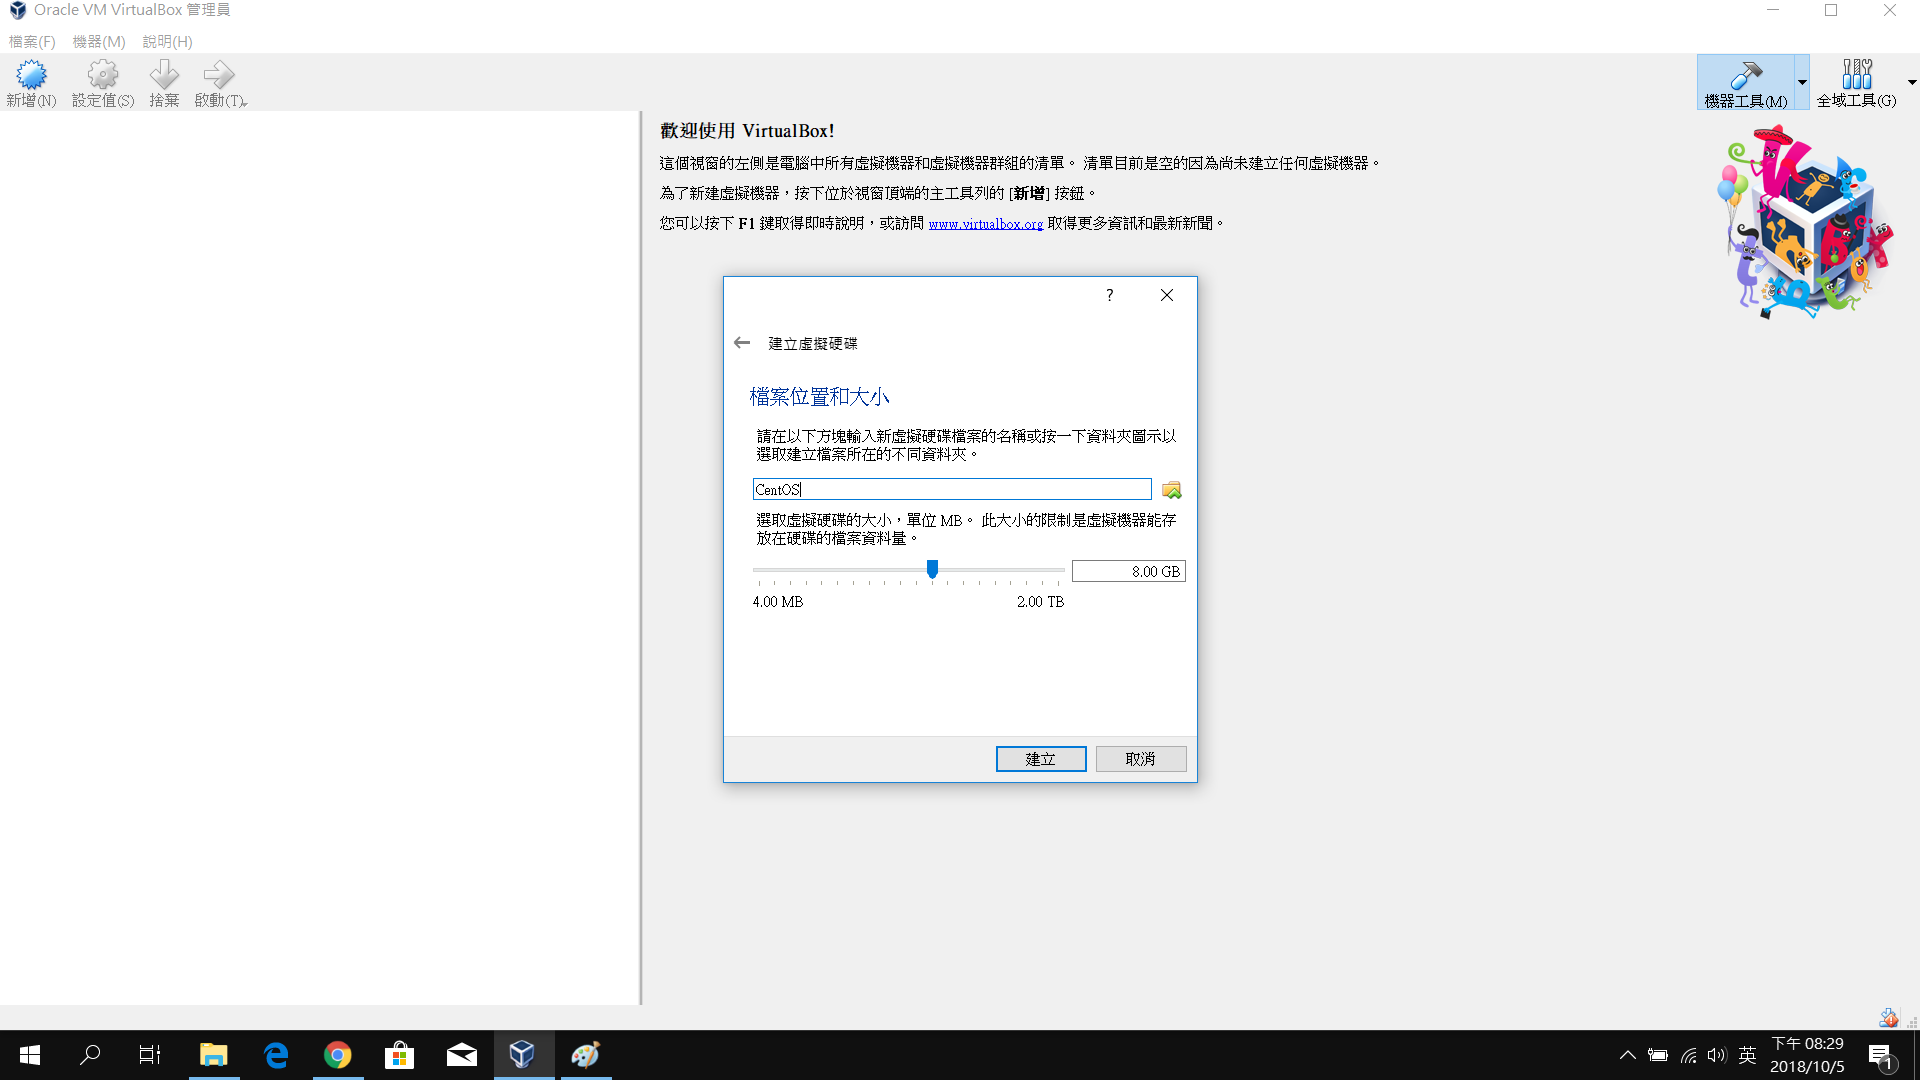 Oracle VM VirtualBox 管理員
檔案(F) 機器(M) 說明(H)
新增(N) 設定值(S) 捨棄 啟動(T)
機器工具(M) 全域工具(G)
歡迎使用 VirtualBox!
這個視窗的左側是電腦中所有虛擬機器和虛擬機器群組的清單。 清單目前是空的因為尚未建立任何虛擬機器。
為了新建虛擬機器，按下位於視窗頂端的主工具列的 [新增] 按鈕。
您可以按下 F1 鍵取得即時說明，或訪問 www.virtualbox.org 取得更多資訊和最新新聞。
?
建立虛擬硬碟
檔案位置和大小
請在以下方塊輸入新虛擬硬碟檔案的名稱或按一下資料夾圖示以
選取建立檔案所在的不同資料夾。
CentOS
選取虛擬硬碟的大小，單位 MB。 此大小的限制是虛擬機器能存
放在硬碟的檔案資料量。
8.00 GB
4.00 MB 2.00 TB
建立 取消
英
下午 08:29
2018/10/5
1